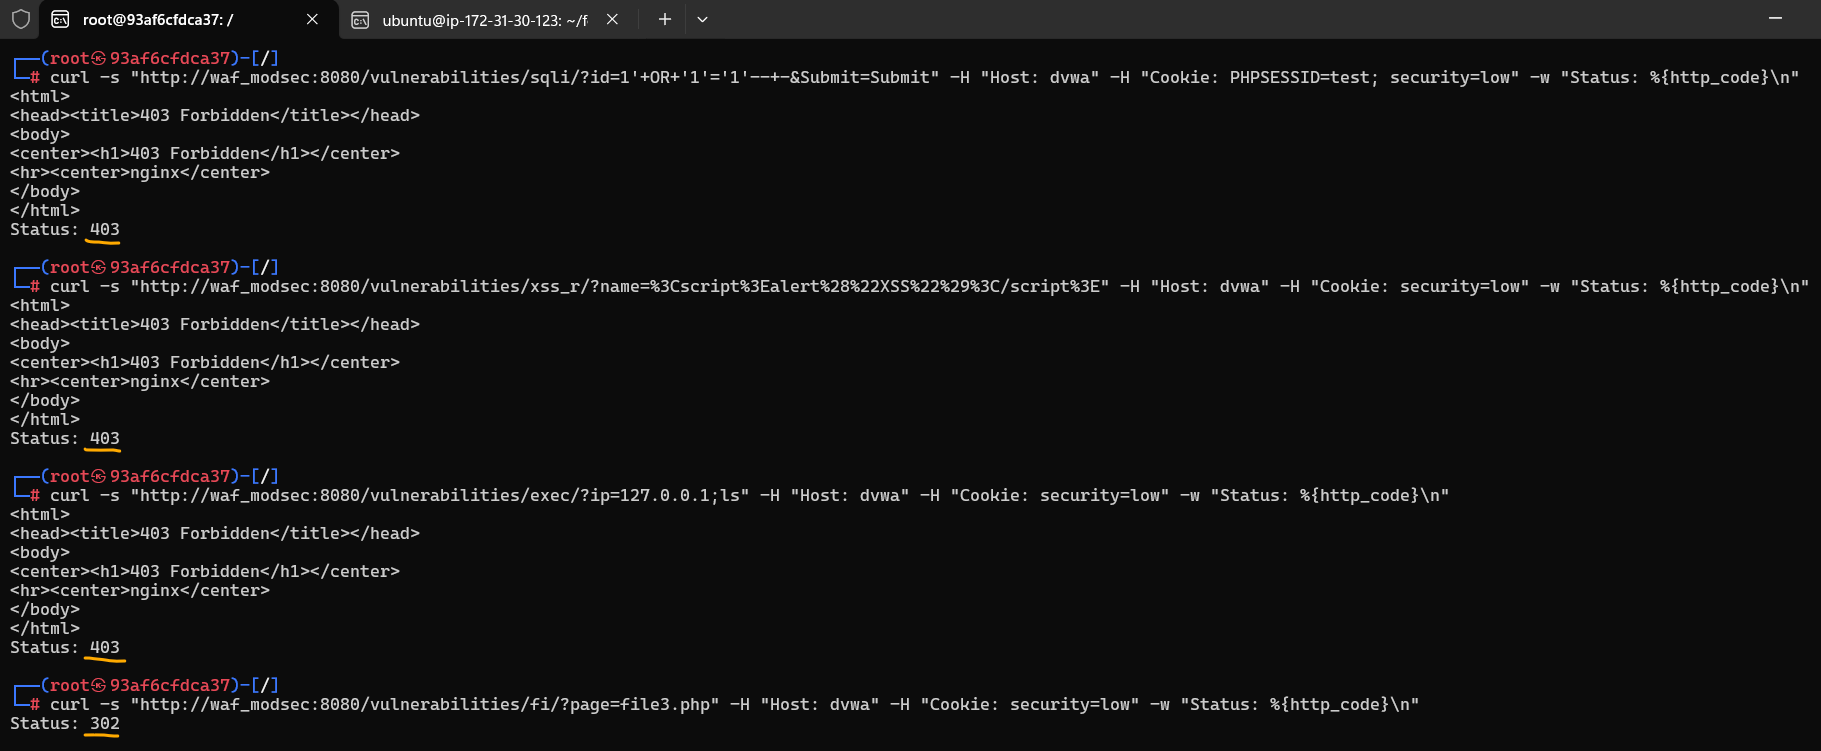 root@93af6cfdca37: /
ubuntu@ip-172-31-30-123: ~/f
┌──(root㉿93af6cfdca37)-[/]
└─# curl -s "http://waf_modsec:8080/vulnerabilities/sqli/?id=1'+OR+'1'='1'--+-&Submit=Submit" -H "Host: dvwa" -H "Cookie: PHPSESSID=test; security=low" -w "Status: %{http_code}\n"
<html>
<head><title>403 Forbidden</title></head>
<body>
<center><h1>403 Forbidden</h1></center>
<hr><center>nginx</center>
</body>
</html>
Status: 403
┌──(root㉿93af6cfdca37)-[/]
└─# curl -s "http://waf_modsec:8080/vulnerabilities/xss_r/?name=%3Cscript%3Ealert%28%22XSS%22%29%3C/script%3E" -H "Host: dvwa" -H "Cookie: security=low" -w "Status: %{http_code}\n"
<html>
<head><title>403 Forbidden</title></head>
<body>
<center><h1>403 Forbidden</h1></center>
<hr><center>nginx</center>
</body>
</html>
Status: 403
┌──(root㉿93af6cfdca37)-[/]
└─# curl -s "http://waf_modsec:8080/vulnerabilities/exec/?ip=127.0.0.1;ls" -H "Host: dvwa" -H "Cookie: security=low" -w "Status: %{http_code}\n"
<html>
<head><title>403 Forbidden</title></head>
<body>
<center><h1>403 Forbidden</h1></center>
<hr><center>nginx</center>
</body>
</html>
Status: 403
┌──(root㉿93af6cfdca37)-[/]
└─# curl -s "http://waf_modsec:8080/vulnerabilities/fi/?page=file3.php" -H "Host: dvwa" -H "Cookie: security=low" -w "Status: %{http_code}\n"
Status: 302